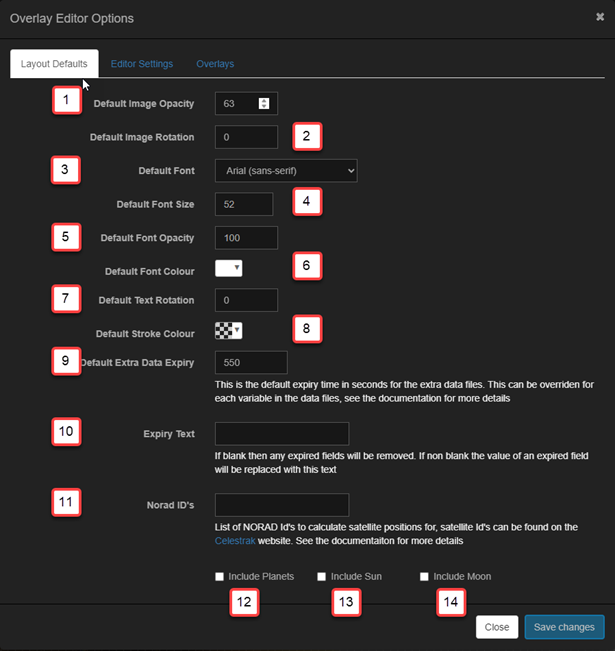 Overlay Editor Options ×
Layout Defaults Editor Settings Overlays
1 Default Image Opacity 63
Default Image Rotation 0 2
3 Default Font Arial (sans-serif)
Default Font Size 52 4
5 Default Font Opacity 100
Default Font Colour 6
7 Default Text Rotation 0
Default Stroke Colour 8
9 Default Extra Data Expiry 550
This is the default expiry time in seconds for the extra data files. This can be overriden for
each variable in the data files, see the documentation for more details
10 Expiry Text
If blank then any expired fields will be removed. If non blank the value of an expired field
will be replaced with this text
11 Norad ID's
List of NORAD Id's to calculate satellite positions for, satellite Id's can be found on the
Celestrak website. See the documentaiton for more details
Include Planets Include Sun Include Moon
12 13 14
Close Save changes